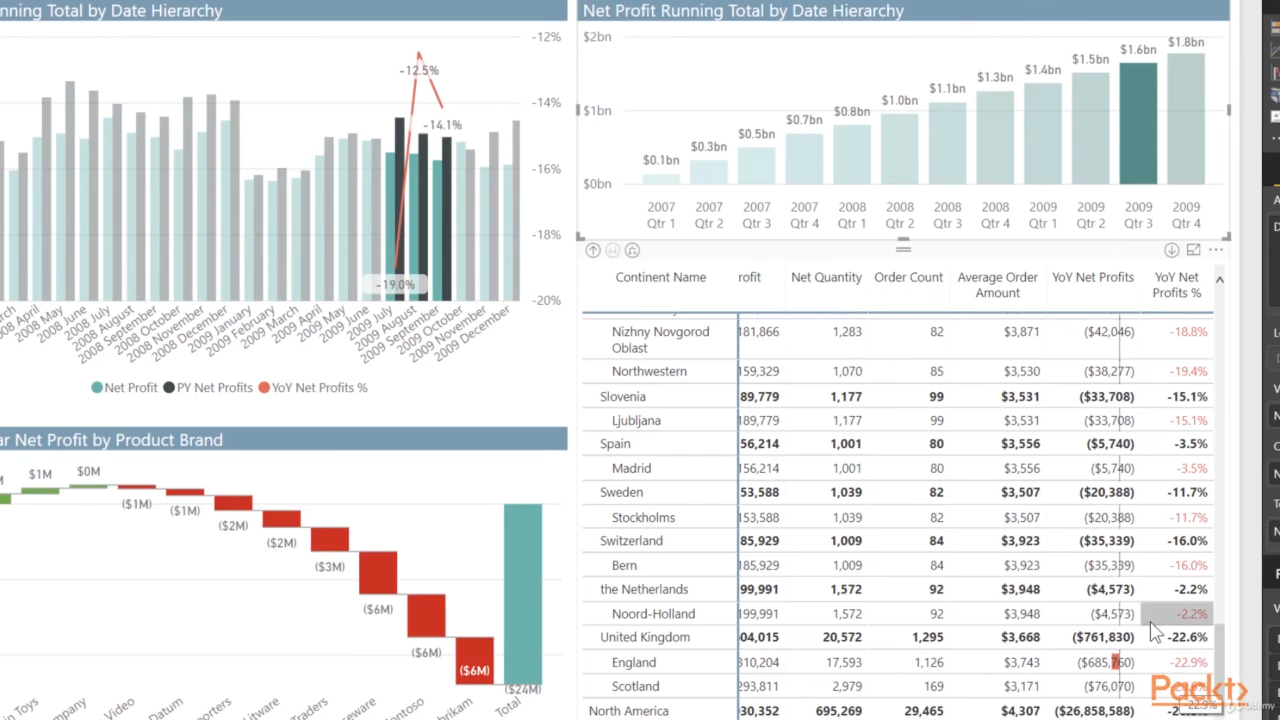 nning Total by Date Hierarchy
-12%
-14%
-16%
-18%
-20%
-12.5%
-14.1%
-19.0%
2008 April
2008 May
2008 June
2008 July
2008 August
2008 September
2008 October
2008 November
2008 December
2009 January
2009 February
2009 March
2009 April
2009 May
2009 June
2009 July
2009 August
2009 September
2009 October
2009 November
2009 December
Net Profit PY Net Profits YoY Net Profits %
ar Net Profit by Product Brand
$1M
$0M
($1M)
($1M)
($2M)
($2M)
($3M)
($6M)
($6M)
($6M)
($24M)
Toys
Video
Net Profit Running Total by Date Hierarchy
$2bn
$1bn
$0bn
$0.1bn
$0.3bn
$0.5bn
$0.7bn
$0.8bn
$1.0bn
$1.1bn
$1.3bn
$1.4bn
$1.5bn
$1.6bn
$1.8bn
2007 2007 2007 2007 2008 2008 2008 2008 2009 2009 2009 2009
Qtr 1 Qtr 2 Qtr 3 Qtr 4 Qtr 1 Qtr 2 Qtr 3 Qtr 4 Qtr 1 Qtr 2 Qtr 3 Qtr 4
Continent Name rofit Net Quantity Order Count Average Order YoY Net Profits YoY Net
Amount Profits %
Nizhny Novgorod 181,866 1,283 82 $3,871 ($42,046) -18.8%
Oblast
Northwestern 159,329 1,070 85 $3,530 ($38,277) -19.4%
Slovenia 89,779 1,177 99 $3,531 ($33,708) -15.1%
Ljubljana 189,779 1,177 99 $3,531 ($33,708) -15.1%
Spain 56,214 1,001 80 $3,556 ($5,740) -3.5%
Madrid 156,214 1,001 80 $3,556 ($5,740) -3.5%
Sweden 53,588 1,039 82 $3,507 ($20,388) -11.7%
Stockholms 153,588 1,039 82 $3,507 ($20,388) -11.7%
Switzerland 85,929 1,009 84 $3,923 ($35,339) -16.0%
Bern 185,929 1,009 84 $3,923 ($35,339) -16.0%
the Netherlands 99,991 1,572 92 $3,948 ($4,573) -2.2%
Noord-Holland 199,991 1,572 92 $3,948 ($4,573) -2.2%
United Kingdom 04,015 20,572 1,295 $3,668 ($761,830) -22.6%
England 310,204 17,593 1,126 $3,743 ($685,760) -22.9%
Scotland 293,811 2,979 169 $3,171 ($76,070)
North America 930,352 695,269 29,465 $4,307 ($26,858,588)
Packt
-22.9%
Udemy